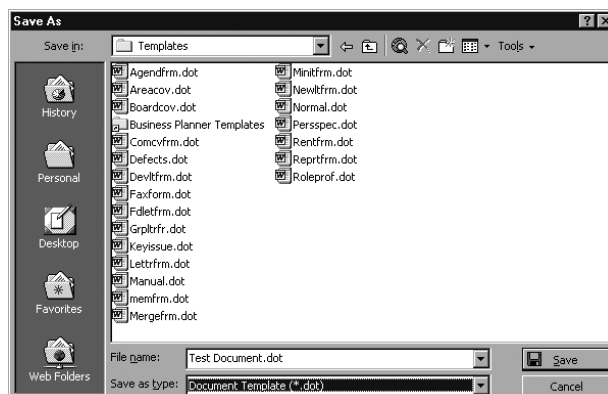 Save As
Save in:
Templates
Tools
History
Personal
Desktop
Favorites
Web Folders
Agendfrm.dot
Areacov.dot
Boardcov.dot
Business Planner Templates
Comcvfrm.dot
Defects.dot
Devltfrm.dot
Faxform.dot
Fdletfrm.dot
Grpltrfr.dot
Keyissue.dot
Lettrfrm.dot
Manual.dot
memfrm.dot
Mergefrm.dot
Minitfrm.dot
Newltfrm.dot
Normal.dot
Persspec.dot
Rentfrm.dot
Reprtfrm.dot
Roleprof.dot
File name:
Test Document.dot
Save
Save as type:
Document Template (*.dot)
Cancel